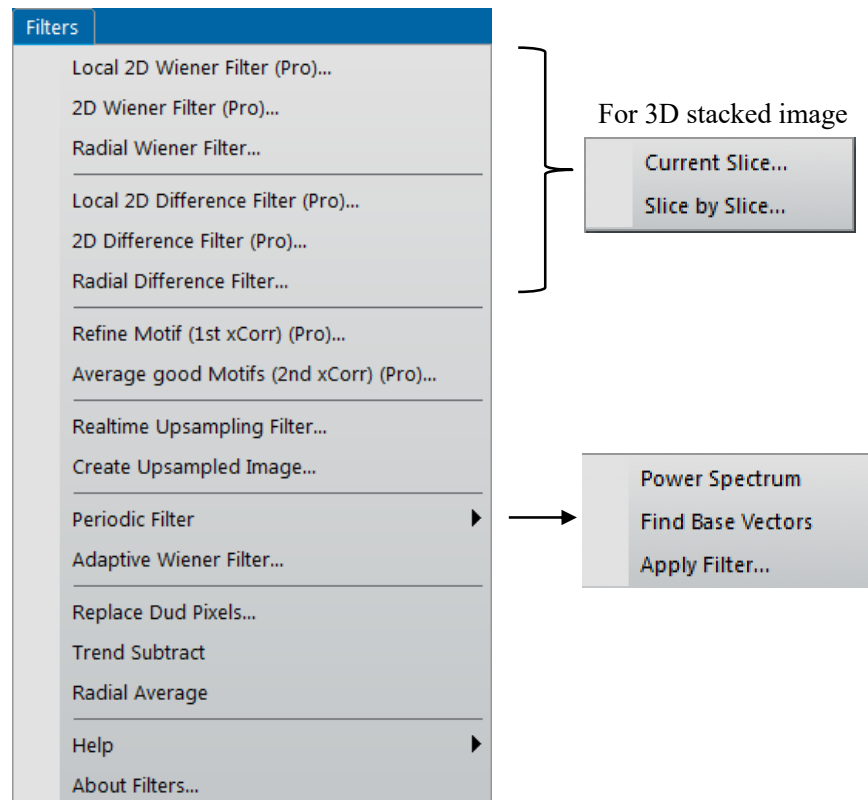 Filters
Local 2D Wiener Filter (Pro)...
2D Wiener Filter (Pro)...
Radial Wiener Filter...
Local 2D Difference Filter (Pro)...
2D Difference Filter (Pro)...
Radial Difference Filter...
Refine Motif (1st xCorr) (Pro)...
Average good Motifs (2nd xCorr) (Pro)...
Realtime Upsampling Filter...
Create Upsampled Image...
Periodic Filter
Adaptive Wiener Filter...
Replace Dud Pixels...
Trend Subtract
Radial Average
Help
About Filters...
For 3D stacked image
Current Slice...
Slice by Slice...
Power Spectrum
Find Base Vectors
Apply Filter...